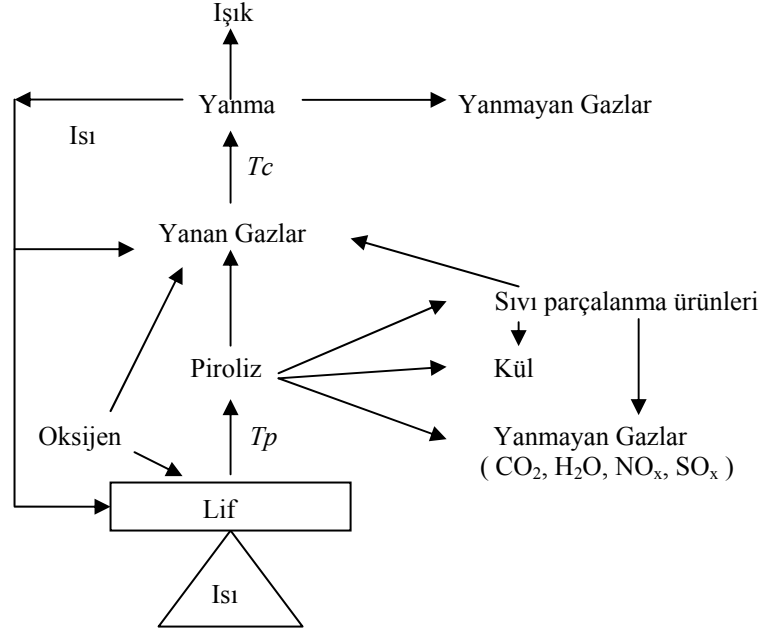 Işık
Yanma
Yanmayan Gazlar
Isı
Tc
Yanan Gazlar
Sıvı parçalanma ürünleri
Piroliz
Kül
Oksijen
Tp
Yanmayan Gazlar
( CO₂, H₂O, NOₓ, SOₓ )
Lif
Isı